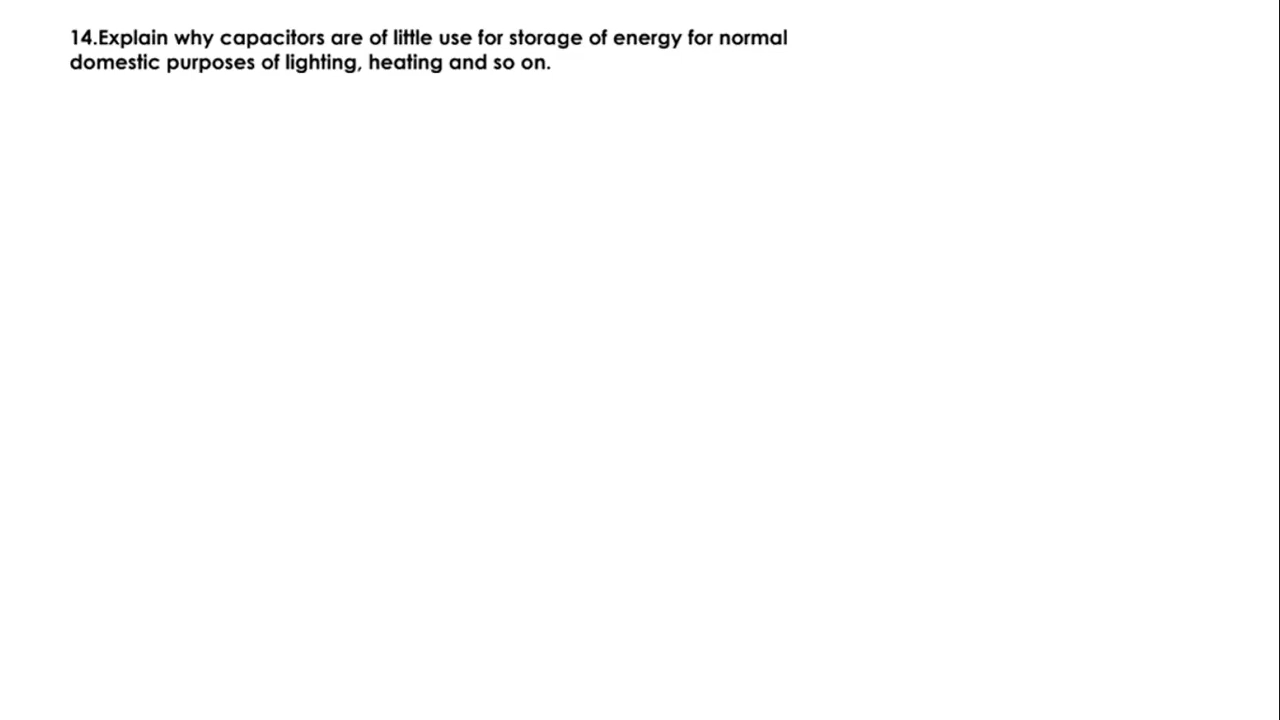 14.Explain why capacitors are of little use for storage of energy for normal
domestic purposes of lighting, heating and so on.